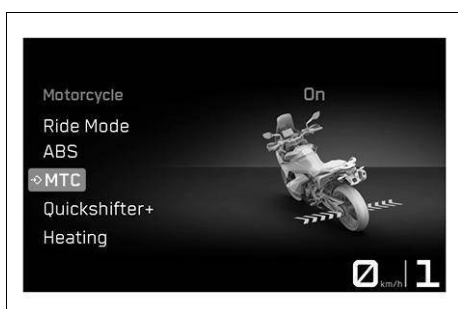 Motorcycle
On
Ride Mode
ABS
MTC
Quickshifter+
Heating
0 km/h 1